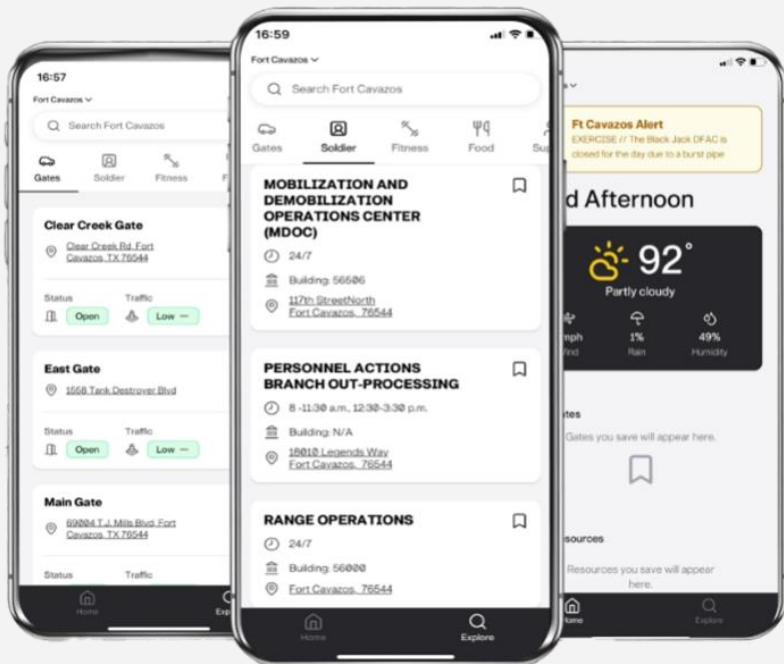 16:57
Fort Cavazos
Search Fort Cavazos
Gates
Soldier
Fitness
Clear Creek Gate
Clear Creek Rd, Fort
Cavazos, TX 76544
Status
Traffic
Open
Low
East Gate
1558 Tank Destroyer Blvd
Status
Traffic
Open
Low
Main Gate
69004 T.J. Mills Blvd, Fort
Cavazos, TX 76544
Status
Traffic
Home
16:59
Fort Cavazos
Search Fort Cavazos
Gates
Soldier
Fitness
Food
MOBILIZATION AND
DEMOBILIZATION
OPERATIONS CENTER
(MDOC)
24/7
Building: 56506
117th StreetNorth
Fort Cavazos, 76544
PERSONNEL ACTIONS
BRANCH OUT-PROCESSING
8 -11:30 a.m., 12:30-3:30 p.m.
Building: N/A
18010 Legends Way
Fort Cavazos, 76544
RANGE OPERATIONS
24/7
Building: 56000
Fort Cavazos, 76544
Home
Explore
Ft Cavazos Alert
EXERCISE // The Black Jack DFAC is
closed for the day due to a burst pipe
d Afternoon
92°
Partly cloudy
mph
1%
49%
Rain
Humidity
Gates you save will appear here.
Resources you save will appear
here.
Explore